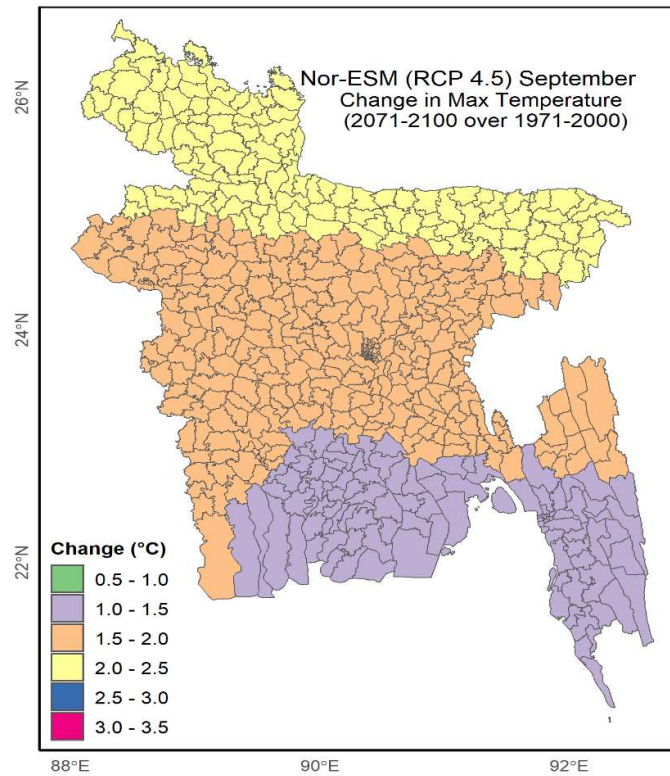 Nor-ESM (RCP 4.5) September
Change in Max Temperature
(2071-2100 over 1971-2000)
26°N
24°N
22°N
Change (°C)
0.5 - 1.0
1.0 - 1.5
1.5 - 2.0
2.0 - 2.5
2.5 - 3.0
3.0 - 3.5
88°E
90°E
92°E